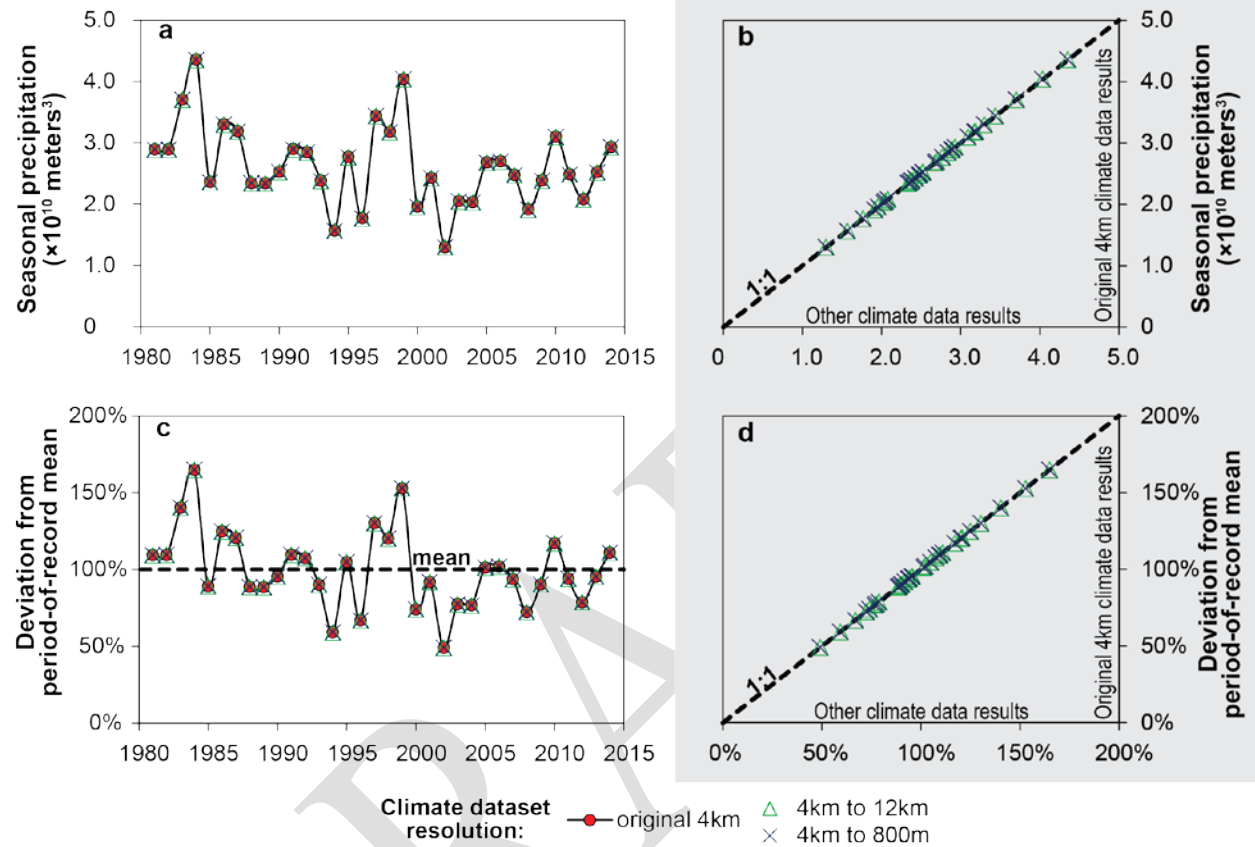 Seasonal precipitation
(×10¹⁰ meters³)
5.0
4.0
3.0
2.0
1.0
0
a
1980 1985 1990 1995 2000 2005 2010 2015
b
1:1
Other climate data results
Original 4km climate data results
0 1.0 2.0 3.0 4.0 5.0
5.0
4.0
3.0
2.0
1.0
0
Seasonal precipitation
(×10¹⁰ meters³)
Deviation from
period-of-record mean
200%
150%
100%
50%
0%
c
mean
1980 1985 1990 1995 2000 2005 2010 2015
d
1:1
Other climate data results
Original 4km climate data results
0% 50% 100% 150% 200%
200%
150%
100%
50%
0%
Deviation from
period-of-record mean
Climate dataset
resolution:
original 4km
4km to 12km
4km to 800m